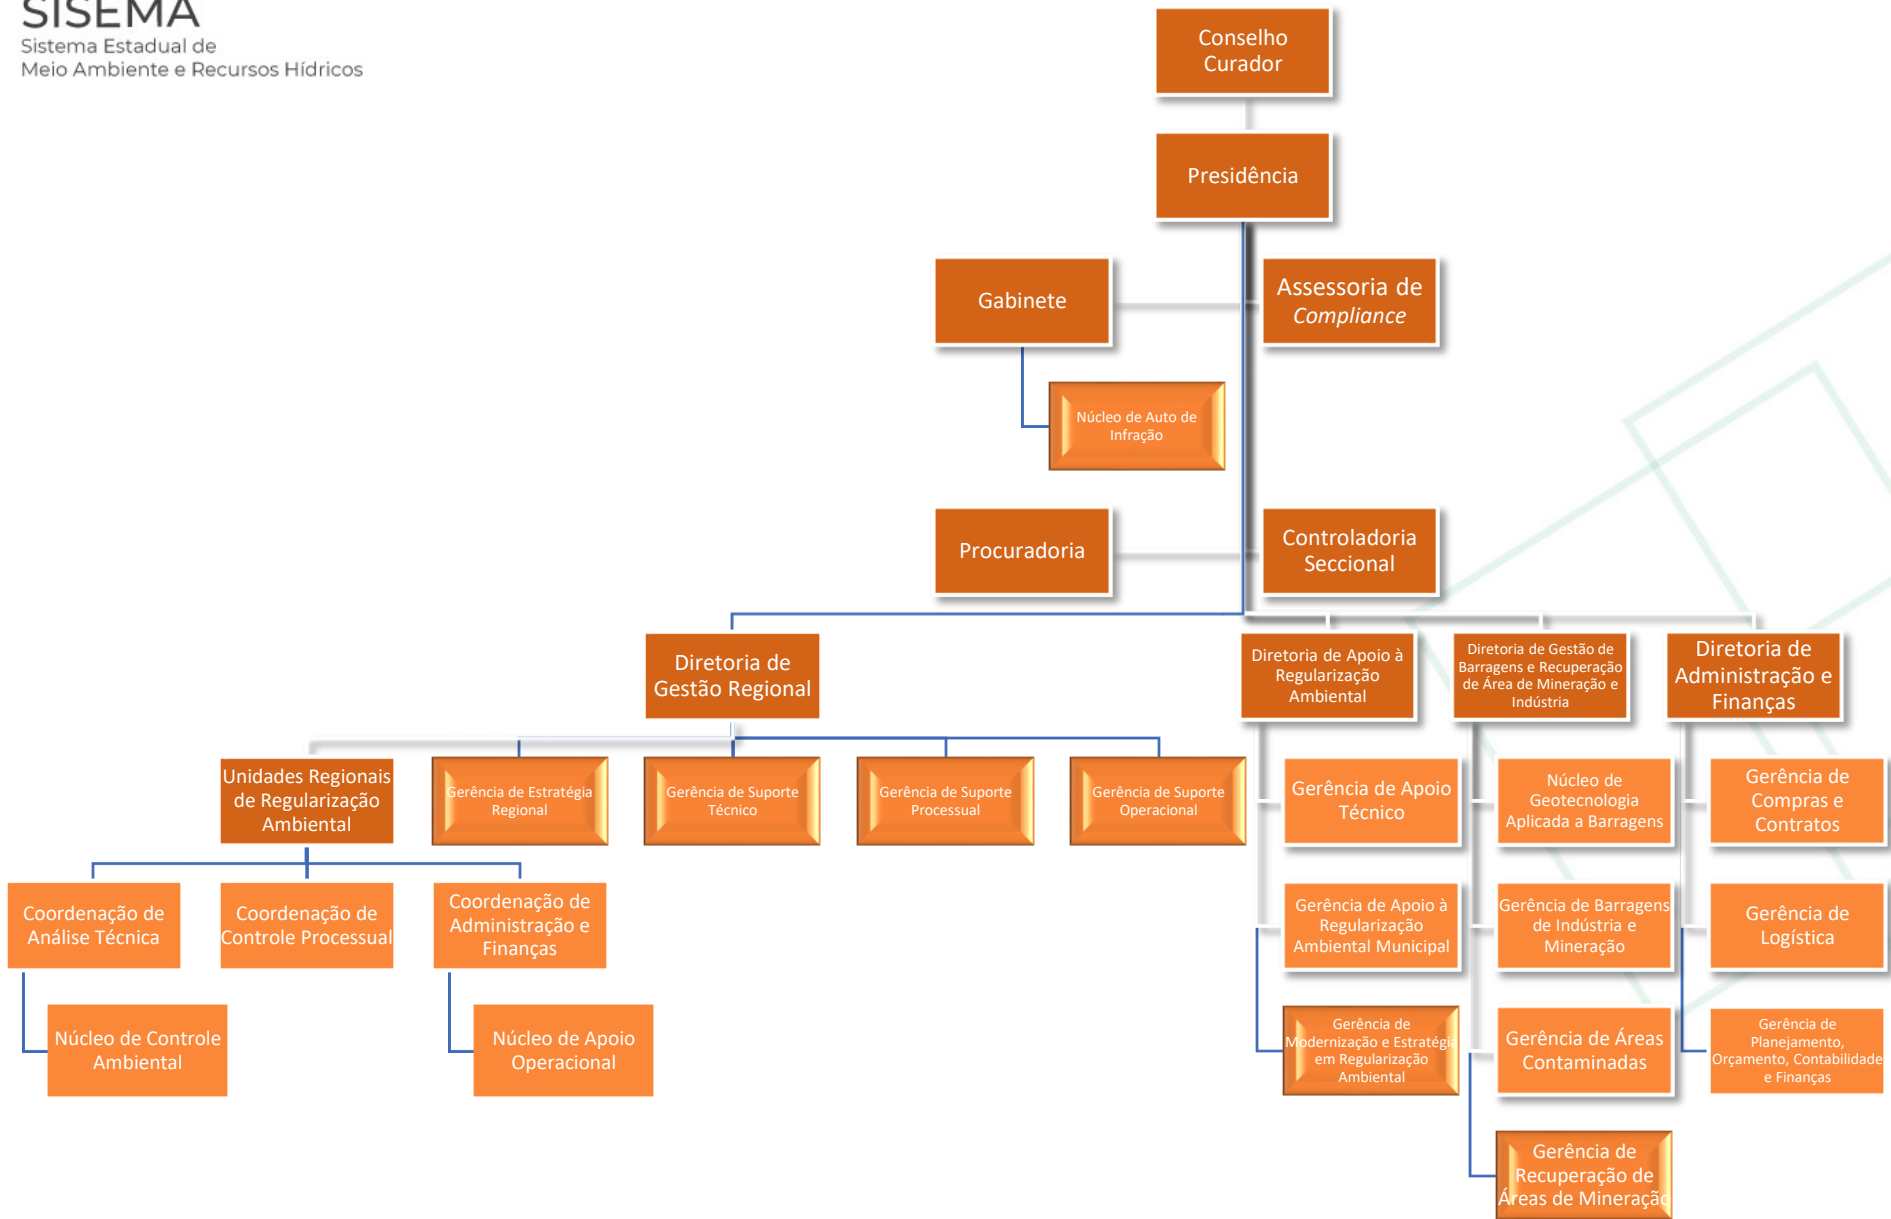 SISEMA
Sistema Estadual de
Meio Ambiente e Recursos Hídricos
Conselho
Curador
Presidência
Gabinete
Assessoria de
Compliance
Núcleo de Auto de
Infração
Procuradoria
Controladoria
Seccional
Diretoria de
Gestão Regional
Diretoria de Apoio à
Regularização
Ambiental
Diretoria de Gestão de
Barragens e Recuperação
de Área de Mineração e
Indústria
Diretoria de
Administração e
Finanças
Unidades Regionais
de Regularização
Ambiental
Gerência de Estratégia
Regional
Gerência de Suporte
Técnico
Gerência de Suporte
Processual
Gerência de Suporte
Operacional
Gerência de Apoio
Técnico
Núcleo de
Geotecnologia
Aplicada a Barragens
Gerência de
Compras e
Contratos
Coordenação de
Análise Técnica
Coordenação de
Controle Processual
Coordenação de
Administração e
Finanças
Gerência de Apoio à
Regularização
Ambiental Municipal
Gerência de Barragens
de Indústria e
Mineração
Gerência de
Logística
Núcleo de Controle
Ambiental
Núcleo de Apoio
Operacional
Gerência de
Modernização e Estratégia
em Regularização
Ambiental
Gerência de Áreas
Contaminadas
Gerência de
Planejamento,
Orçamento, Contabilidade
e Finanças
Gerência de
Recuperação de
Áreas de Mineração